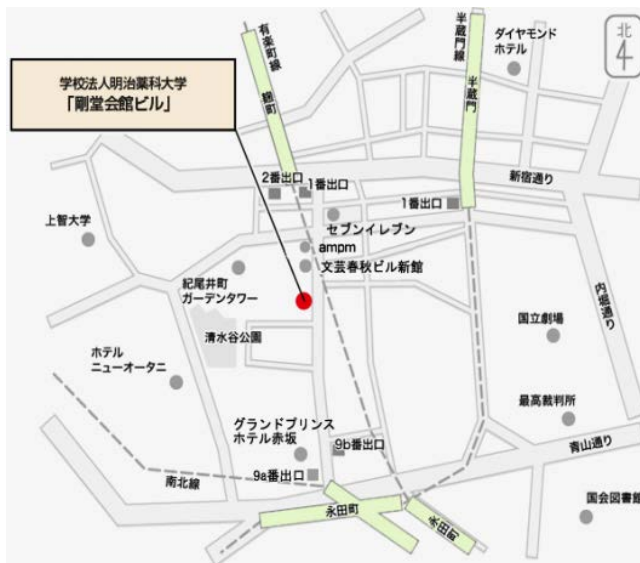 有楽町線
麹町
半蔵門線
半蔵門
ダイヤモンド
ホテル
北
学校法人明治薬科大学
「剛堂会館ビル」
2番出口
1番出口
1番出口
新宿通り
上智大学
セブンイレブン
ampm
文芸春秋ビル新館
紀尾井町
ガーデンタワー
内堀通り
清水谷公園
国立劇場
ホテル
ニューオータニ
最高裁判所
グランドプリンス
ホテル赤坂
9b番出口
青山通り
9a番出口
南北線
永田町
永田町
国会図書館